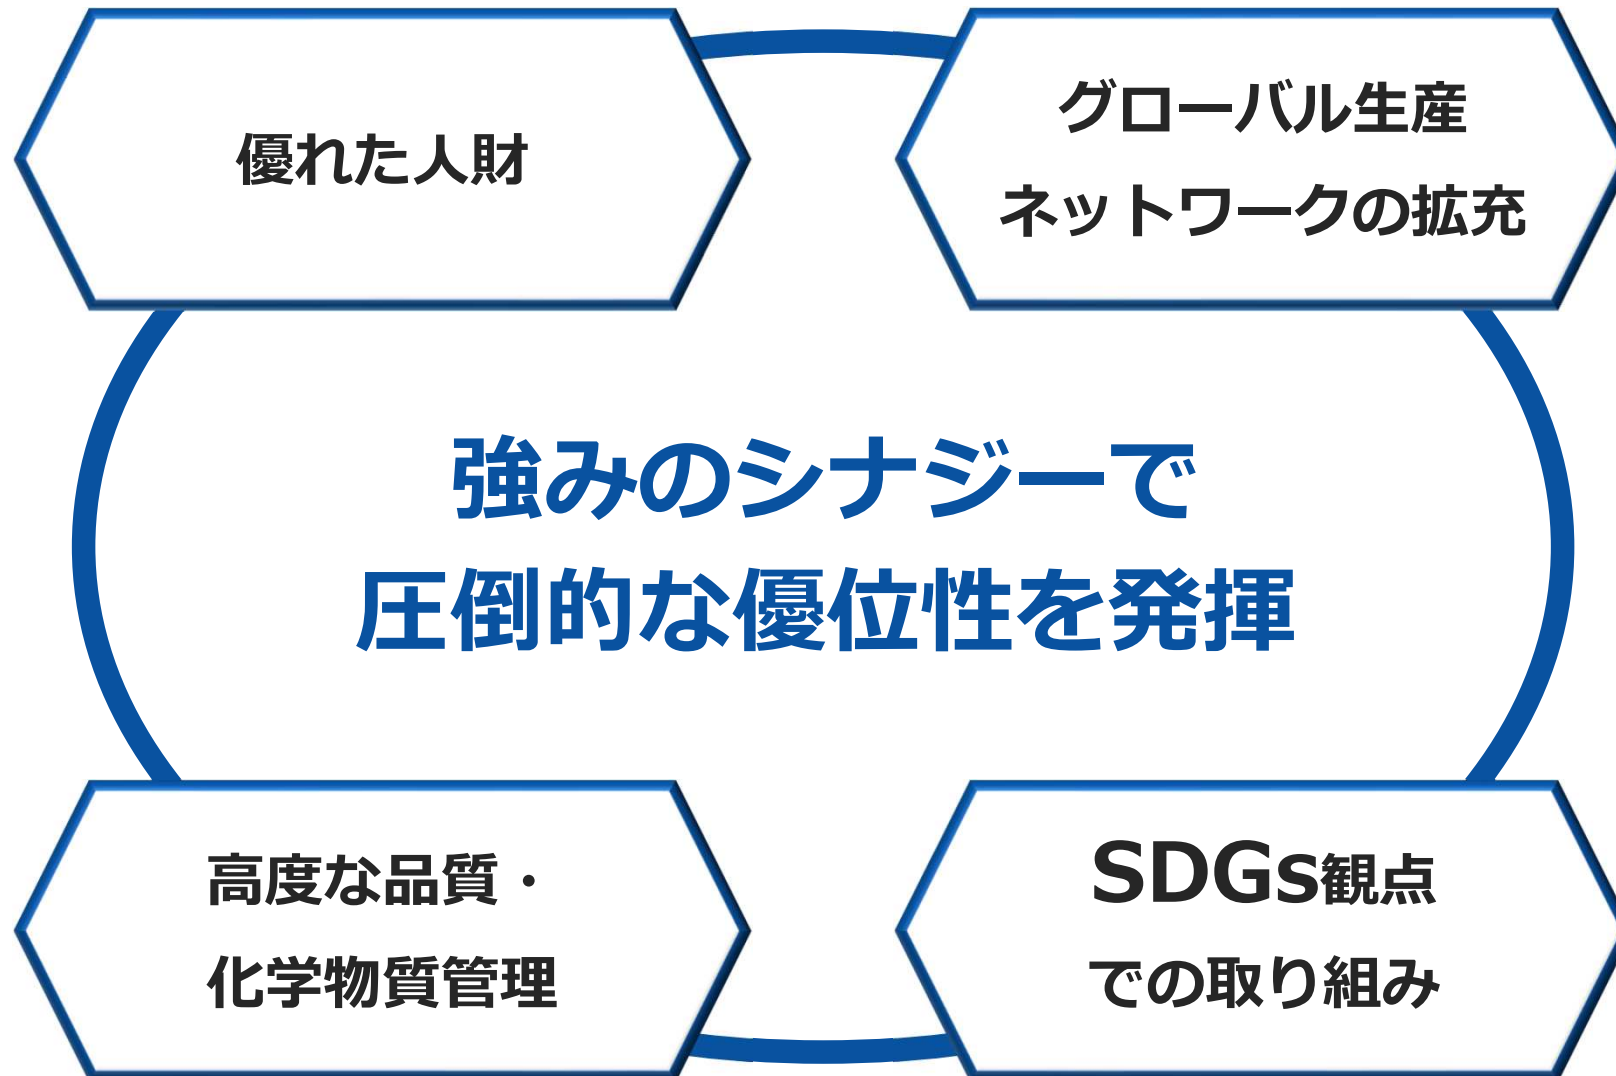 優れた人財
グローバル生産
ネットワークの拡充
強みのシナジーで
圧倒的な優位性を発揮
高度な品質・
化学物質管理
SDGs観点
での取り組み